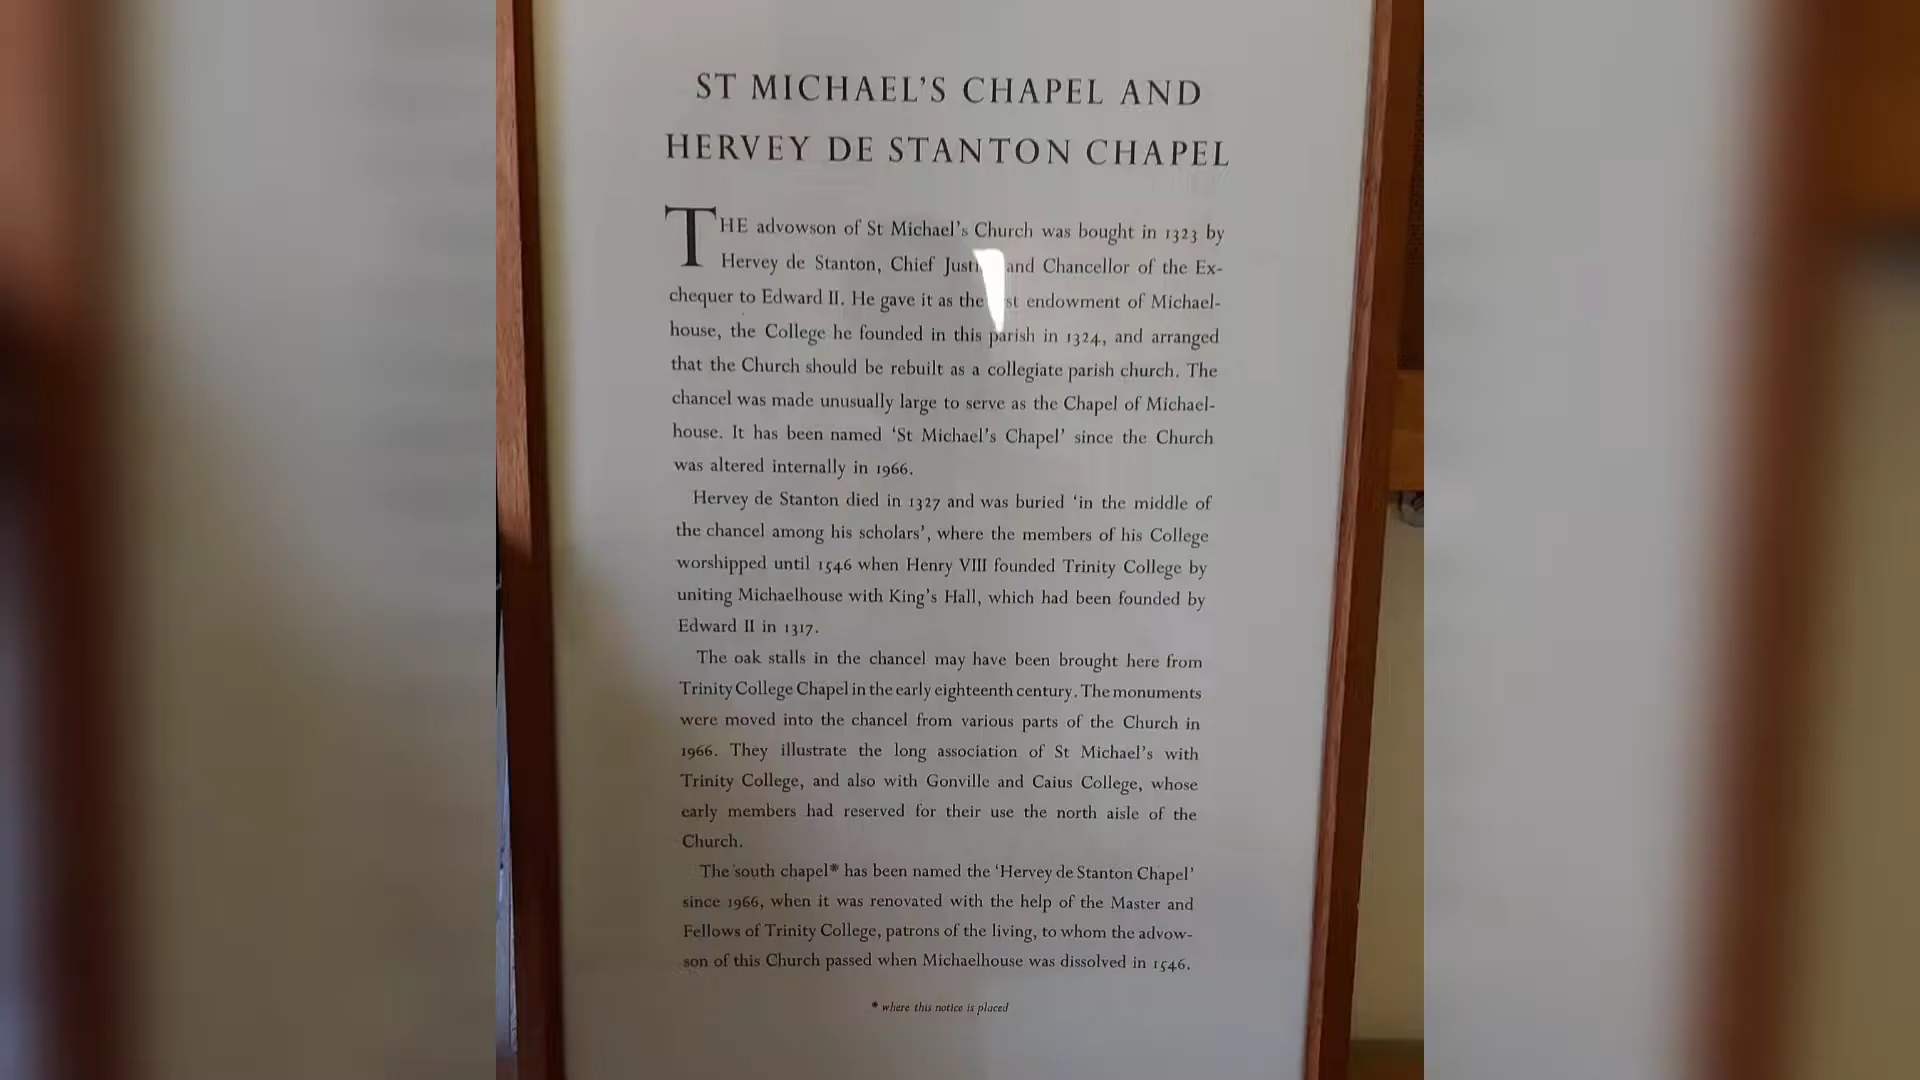 ST MICHAEL'S CHAPEL AND
HERVEY DE STANTON CHAPEL
THE advowson of St Michael's Church was bought in 1323 by
Hervey de Stanton, Chief and Chancellor of the Ex-
chequer to Edward II. He gave it as the endowment of Michael-
house, the College he founded in this parish in 1324, and arranged
that the Church should be rebuilt as a collegiate parish church. The
chancel was made unusually large to serve as the Chapel of Michael-
house. It has been named ‘St Michael's Chapel’ since the Church
was altered internally in 1966.
Hervey de Stanton died in 1327 and was buried ‘in the middle of
the chancel among his scholars’, where the members of his College
worshipped until 1546 when Henry VIII founded Trinity College by
uniting Michaelhouse with King's Hall, which had been founded by
Edward II in 1317.
The oak stalls in the chancel may have been brought here from
Trinity College Chapel in the early eighteenth century. The monuments
were moved into the chancel from various parts of the Church in
1966. They illustrate the long association of St Michael's with
Trinity College, and also with Gonville and Caius College, whose
early members had reserved for their use the north aisle of the
Church.
The south chapel* has been named the ‘Hervey de Stanton Chapel’
since 1966, when it was renovated with the help of the Master and
Fellows of Trinity College, patrons of the living, to whom the advow-
son of this Church passed when Michaelhouse was dissolved in 1546.
* where this notice is placed